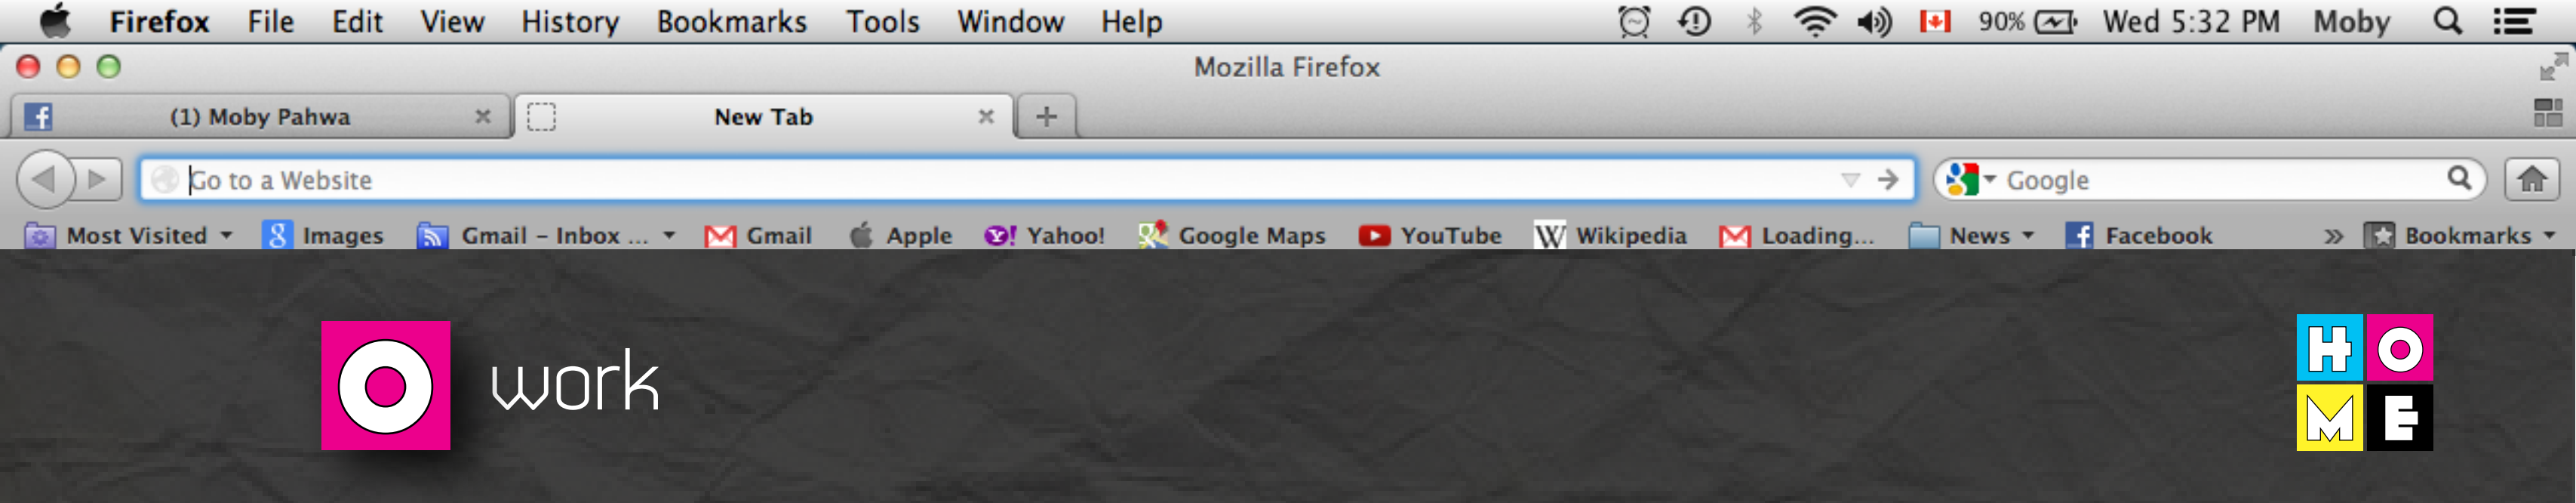 Firefox File Edit View History Bookmarks Tools Window Help 90% Wed 5:32 PM Moby
Mozilla Firefox
(1) Moby Pahwa New Tab
Go to a Website Google
Most Visited Images Gmail – Inbox ... Gmail Apple Yahoo! Google Maps YouTube Wikipedia Loading... News Facebook » Bookmarks
O work
HO
ME